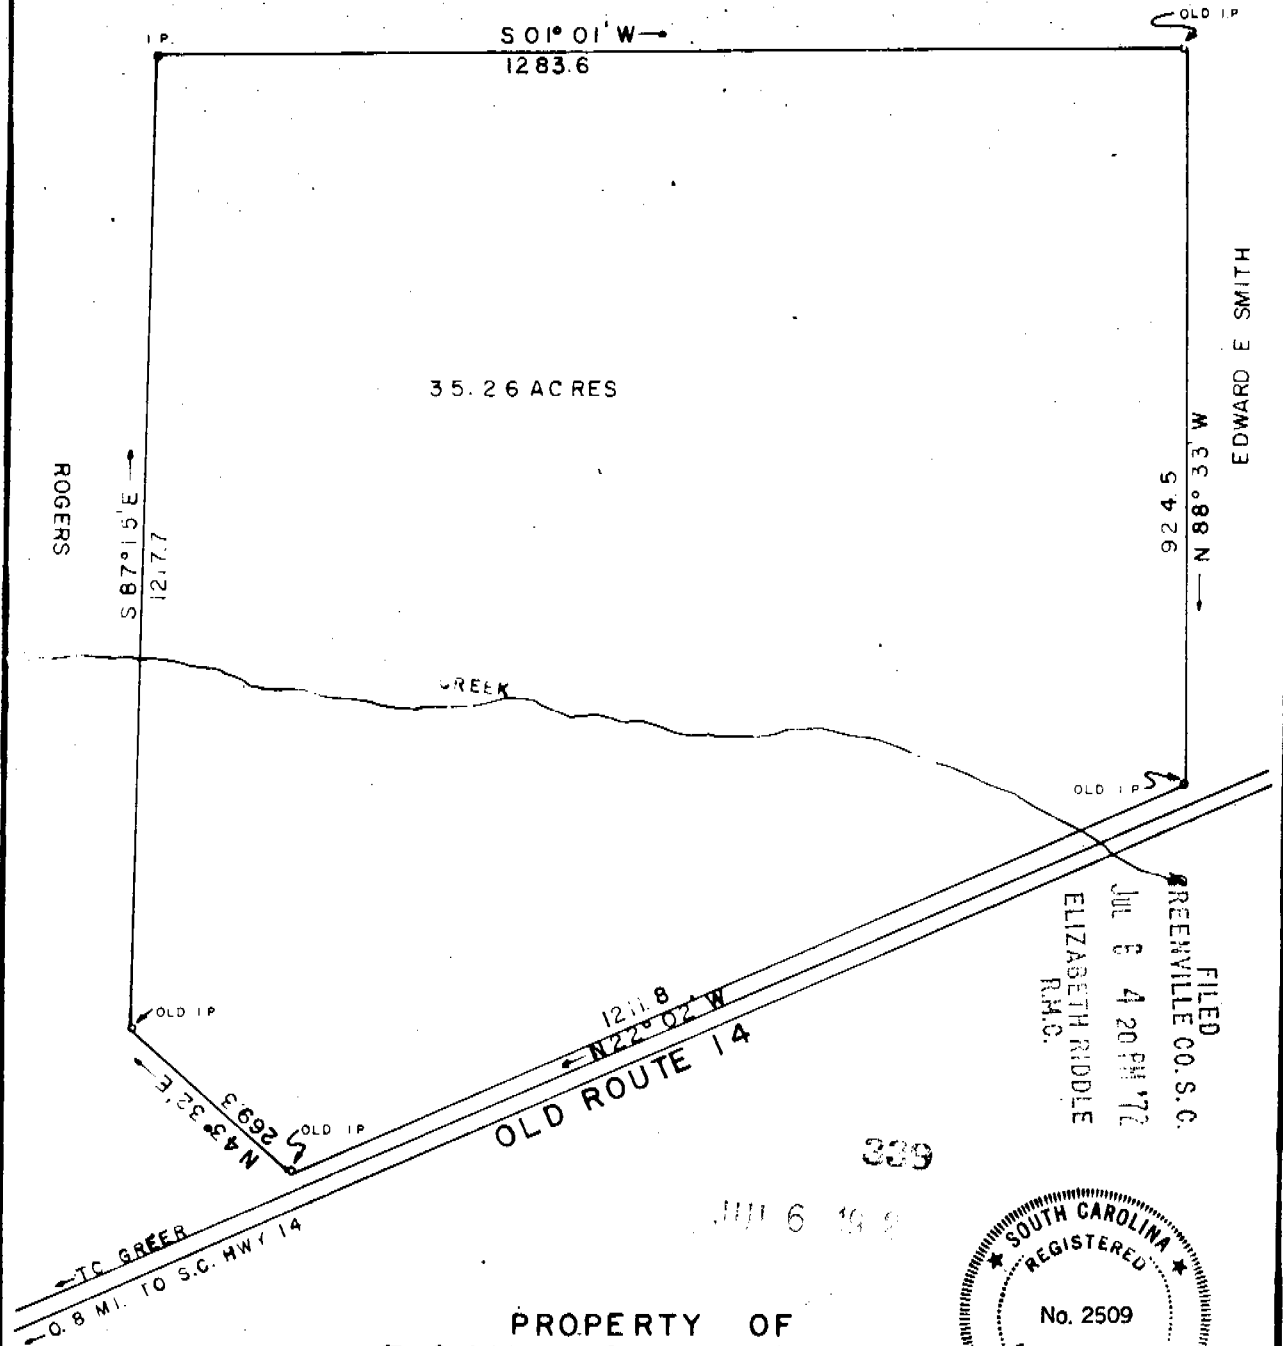 I.P.
S 01° 01' W
1283.6
OLD I.P
35.26 ACRES
EDWARD E SMITH
N 88° 33' W
924.5
ROGERS
S 87° 15' E
1217.7
CREEK
OLD I.P
OLD I.P
N 43° 32' E
269.3
OLD I.P
1211.8
N 22° 02' W
OLD ROUTE 14
TO GREER
0.8 MI. TO S.C. HWY 14
FILED
GREENVILLE CO. S. C.
JUL 6 4 20 PM '72
ELIZABETH RIDDLE
R.M.C.
339
JUL 6 19
SOUTH CAROLINA
REGISTERED
No. 2509
PROPERTY OF